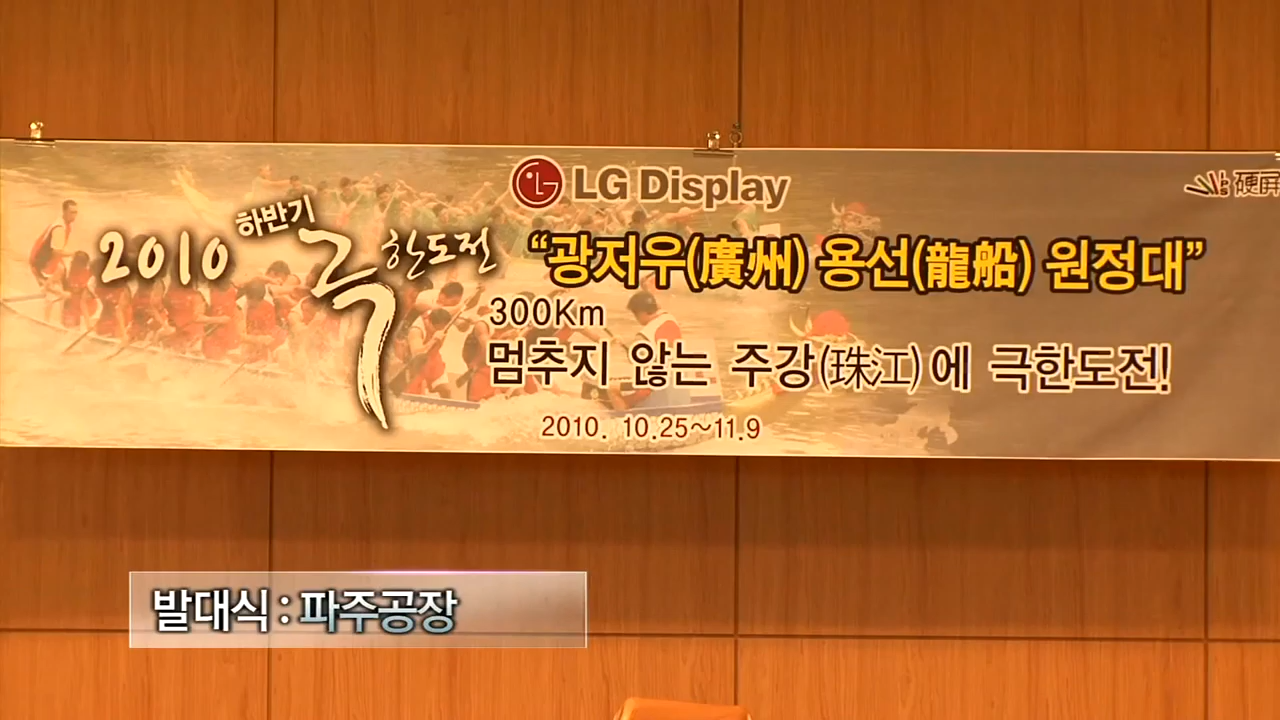 LG Display
硬屏
2010 하반기 극한도전
“광저우(廣州) 용선(龍船) 원정대”
300Km
멈추지 않는 주강(珠江)에 극한도전!
2010. 10.25~11.9
발대식 : 파주공장